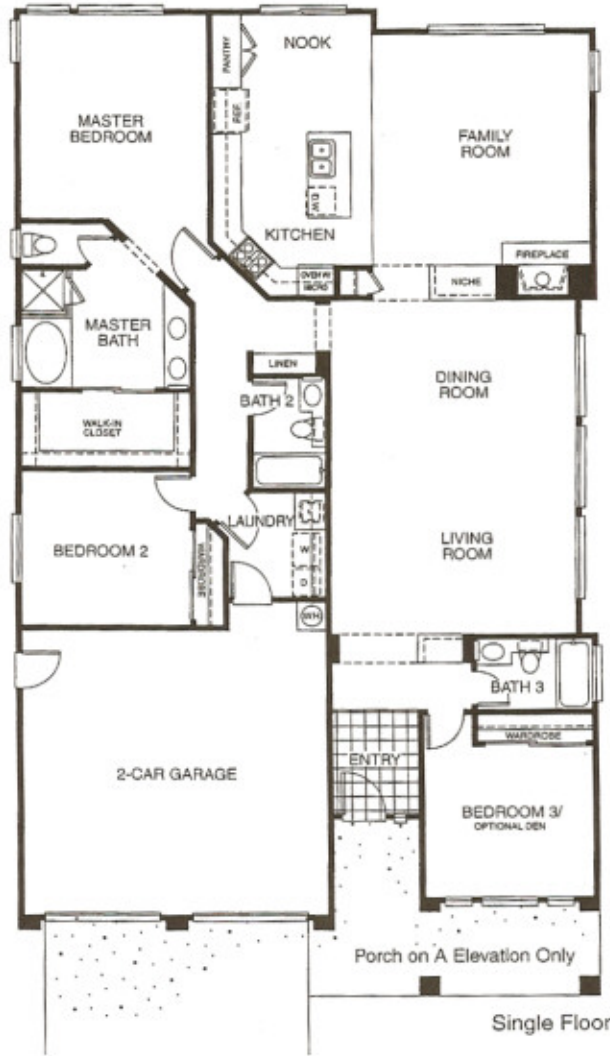 NOOK
PANTRY
REF.
MASTER
BEDROOM
FAMILY
ROOM
D.W.
KITCHEN
OVEN W/
MICRO
FIREPLACE
NICHE
MASTER
BATH
LINEN
BATH 2
DINING
ROOM
WALK-IN
CLOSET
LAUNDRY
W
D
BEDROOM 2
WARDROBE
LIVING
ROOM
WH
BATH 3
WARDROBE
2-CAR GARAGE
ENTRY
BEDROOM 3/
OPTIONAL DEN
Porch on A Elevation Only
Single Floor